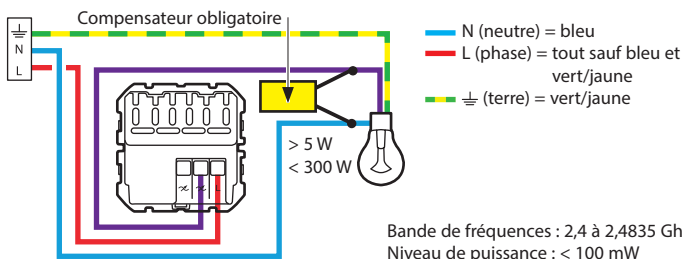 Compensateur obligatoire
N
L
> 5 W
< 300 W
L
N (neutre) = bleu
L (phase) = tout sauf bleu et
vert/jaune
(terre) = vert/jaune
Bande de fréquences : 2,4 à 2,4835 Gh
Niveau de puissance : < 100 mW